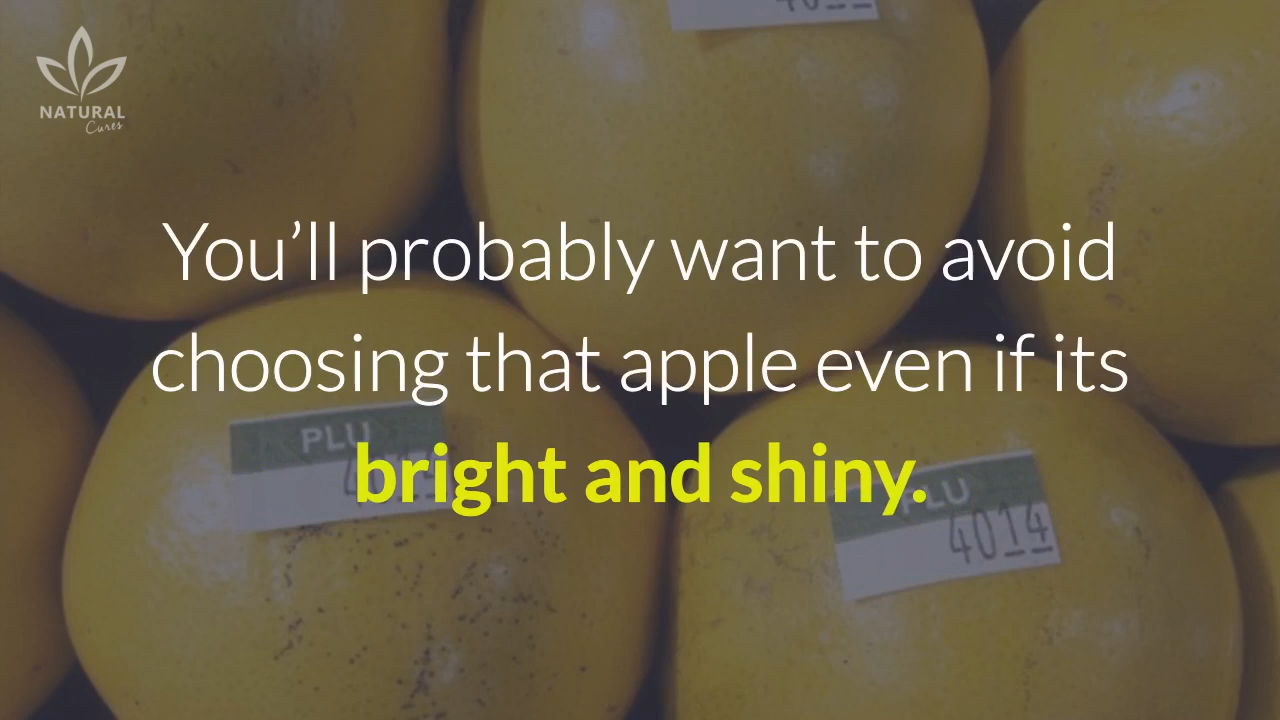 NATURAL
Cures
You’ll probably want to avoid
choosing that apple even if its
bright and shiny.
PLU
PLU
4014